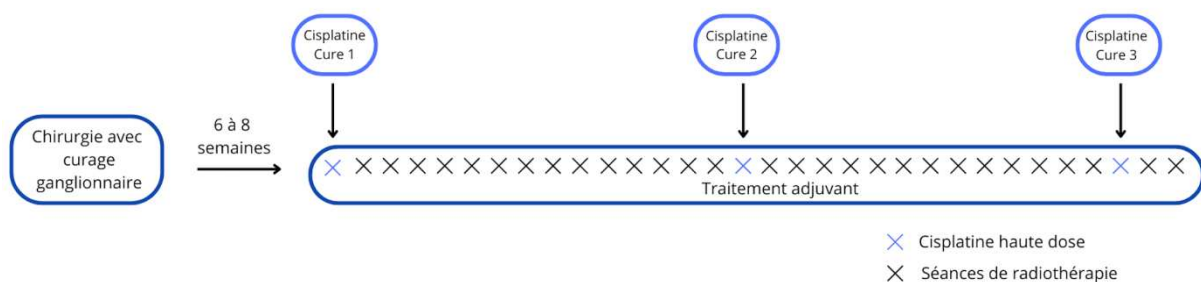 Cisplatine
Cure 1
Cisplatine
Cure 2
Cisplatine
Cure 3
6 à 8
semaines
Chirurgie avec
curage
ganglionnaire
Traitement adjuvant
Cisplatine haute dose
Séances de radiothérapie